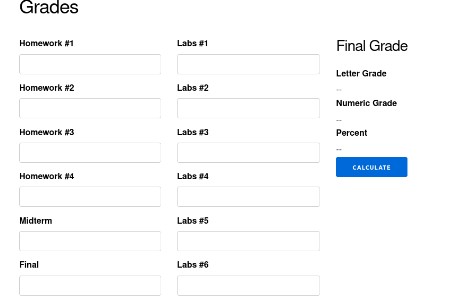 Grades
Homework #1
Homework #2
Homework #3
Homework #4
Midterm
Final
Labs #1
Labs #2
Labs #3
Labs #4
Labs #5
Labs #6
Final Grade
Letter Grade
--
Numeric Grade
--
Percent
--
CALCULATE